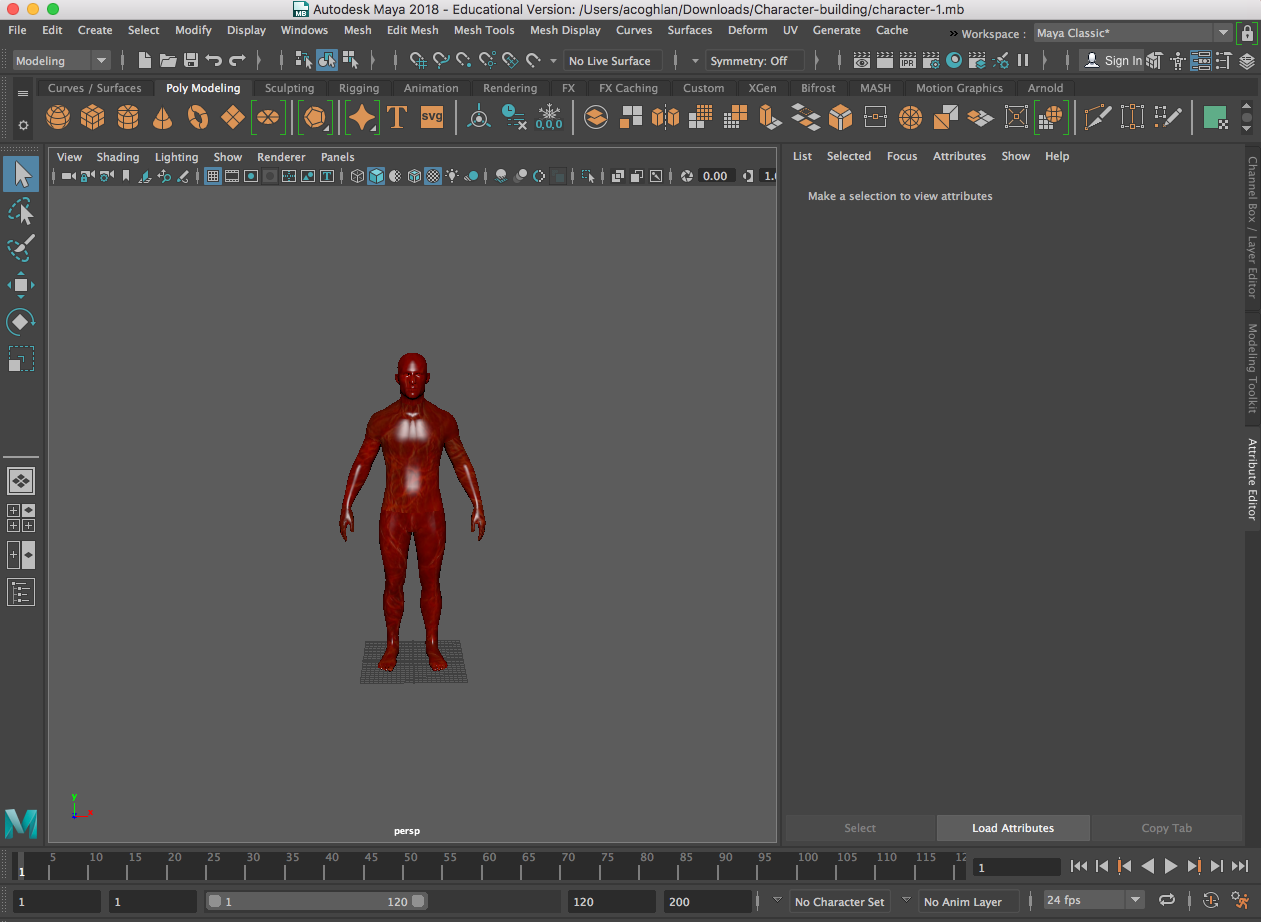 Autodesk Maya 2018 - Educational Version: /Users/acoghlan/Downloads/Character-building/character-1.mb
File Edit Create Select Modify Display Windows Mesh Edit Mesh Mesh Tools Mesh Display Curves Surfaces Deform UV Generate Cache » Workspace : Maya Classic*
Modeling No Live Surface Symmetry: Off IPR Sign In
Curves / Surfaces Poly Modeling Sculpting Rigging Animation Rendering FX FX Caching Custom XGen Bifrost MASH Motion Graphics Arnold
T SVG 0,0,0
View Shading Lighting Show Renderer Panels
0.00 1.0
List Selected Focus Attributes Show Help
Make a selection to view attributes
Channel Box / Layer Editor
Modeling Toolkit
Attribute Editor
y
x
persp
Select Load Attributes Copy Tab
5 10 15 20 25 30 35 40 45 50 55 60 65 70 75 80 85 90 95 100 105 110 115 12
1 1
1 1 1 120 120 200 No Character Set No Anim Layer 24 fps